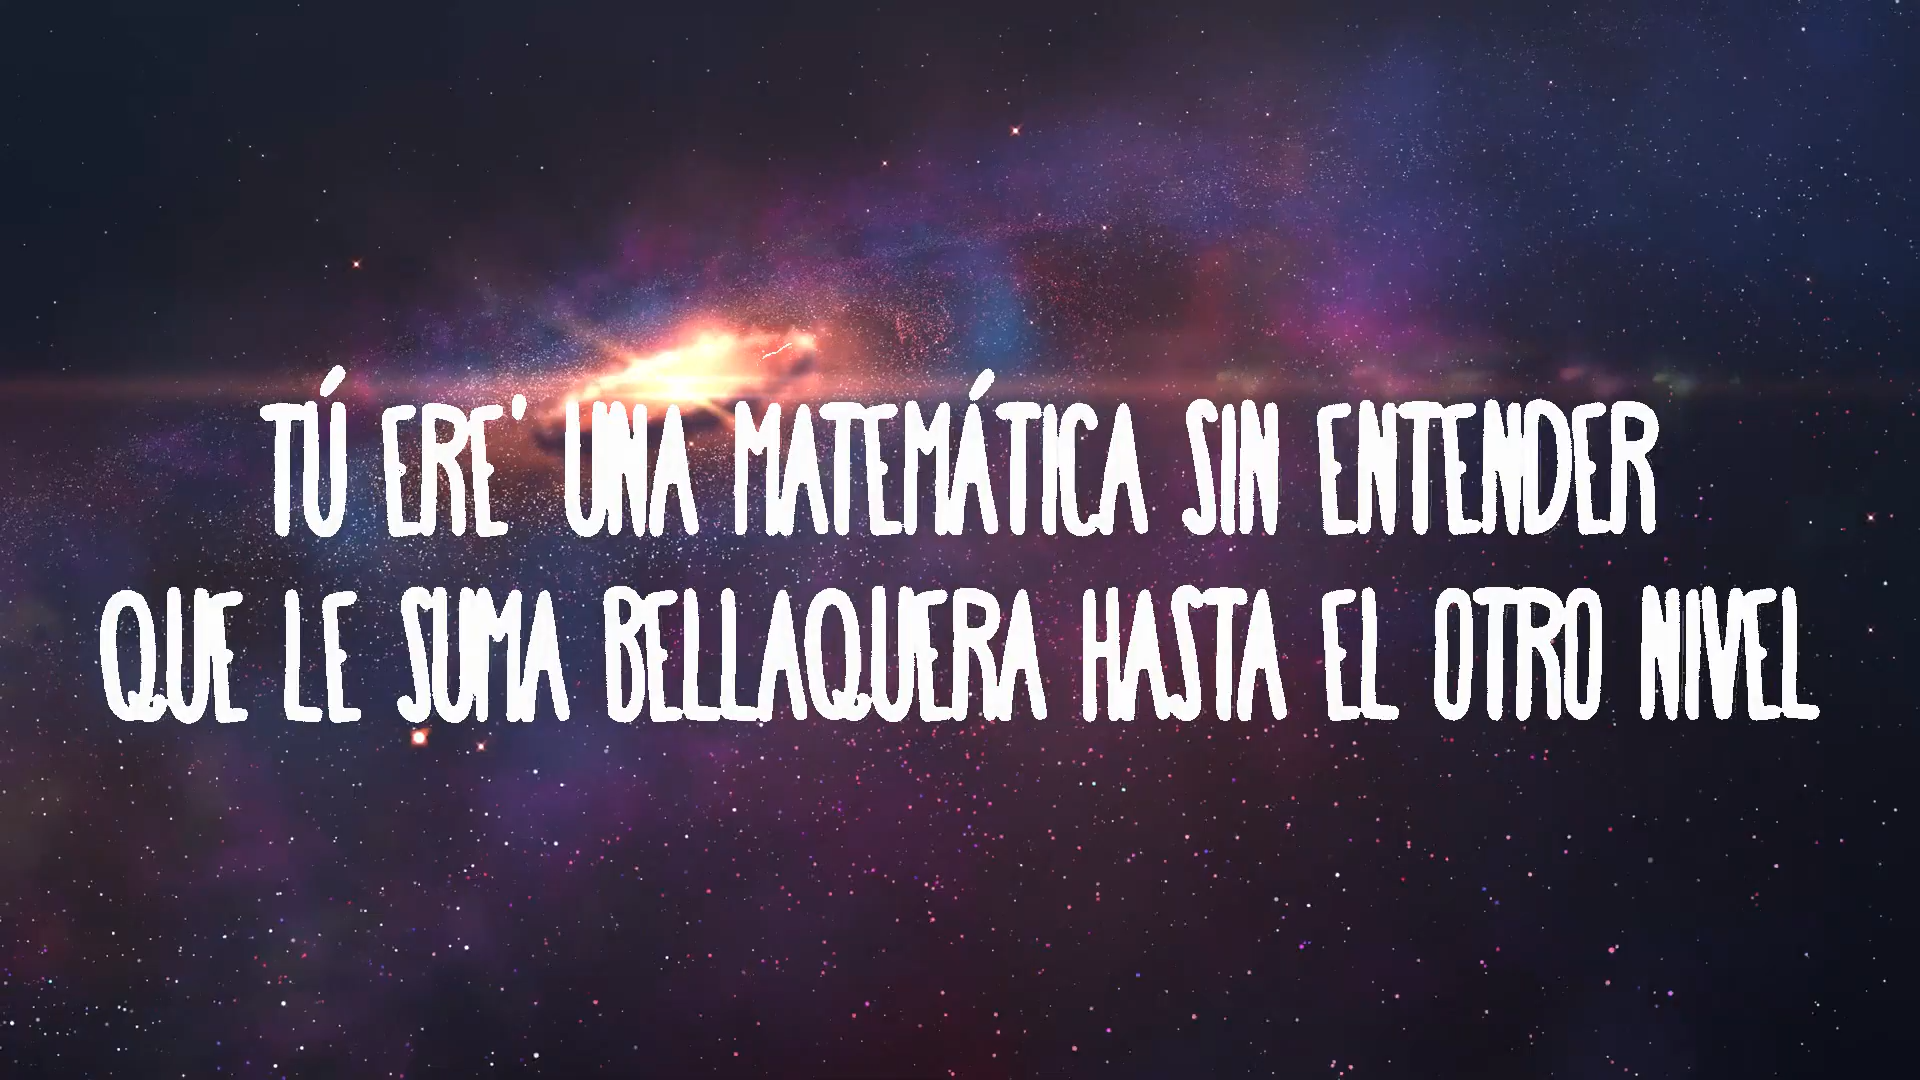 TÚ ERE' UNA MATEMÁTICA SIN ENTENDER
QUE LE SUMA BELLAQUERA HASTA EL OTRO NIVEL